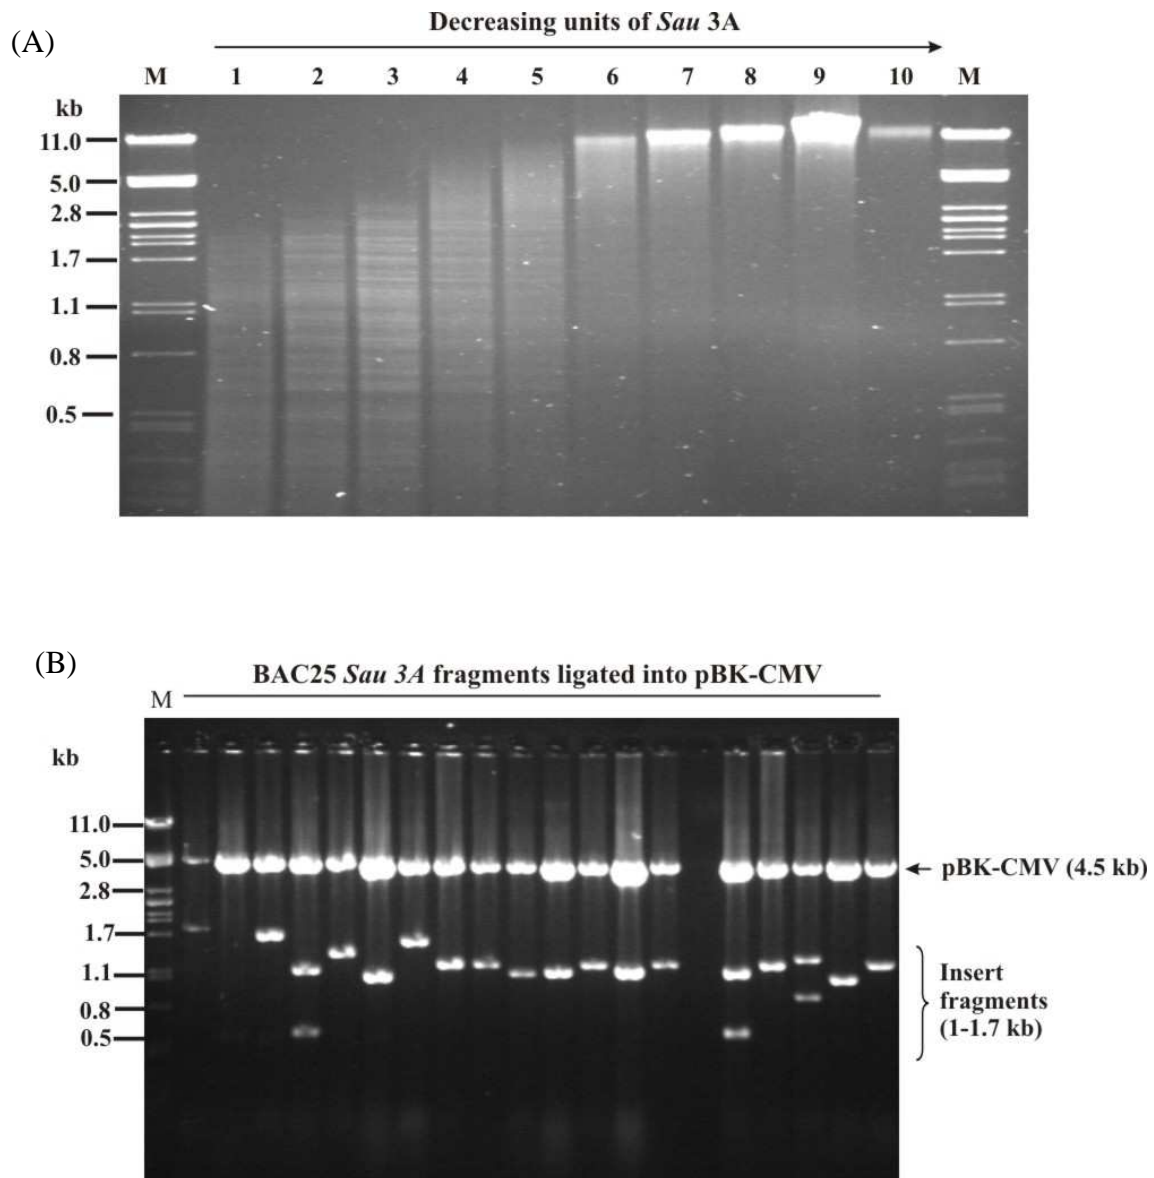 (A)
Decreasing units of Sau 3A
M 1 2 3 4 5 6 7 8 9 10 M
kb
11.0
5.0
2.8
1.7
1.1
0.8
0.5
(B)
BAC25 Sau 3A fragments ligated into pBK-CMV
M
kb
11.0
5.0
2.8
1.7
1.1
0.8
0.5
pBK-CMV (4.5 kb)
Insert
fragments
(1-1.7 kb)